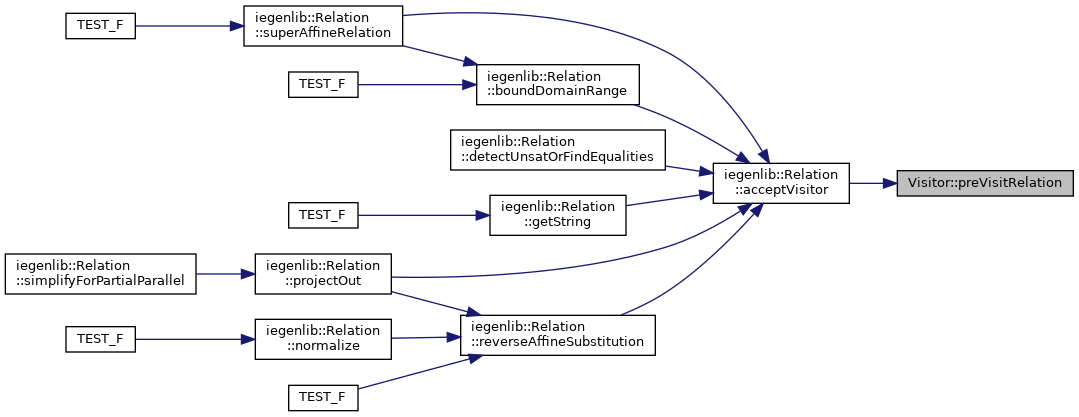 TEST_F
iegenlib::Relation
::superAffineRelation
TEST_F
iegenlib::Relation
::boundDomainRange
iegenlib::Relation
::detectUnsatOrFindEqualities
iegenlib::Relation
::acceptVisitor
Visitor::preVisitRelation
TEST_F
iegenlib::Relation
::getString
iegenlib::Relation
::simplifyForPartialParallel
iegenlib::Relation
::projectOut
TEST_F
iegenlib::Relation
::normalize
iegenlib::Relation
::reverseAffineSubstitution
TEST_F